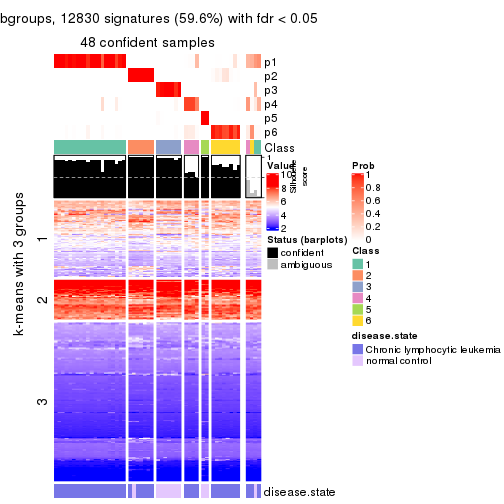 bgroups, 12830 signatures (59.6%) with fdr < 0.05
48 confident samples
p1
p2
p3
p4
p5
p6
Class
1
Silhouette
score
k-means with 3 groups
1
2
3
disease.state
Value
10
8
6
4
2
Status (barplots)
confident
ambiguous
Prob
1
0.8
0.6
0.4
0.2
0
Class
1
2
3
4
5
6
disease.state
Chronic lymphocytic leukemia
normal control